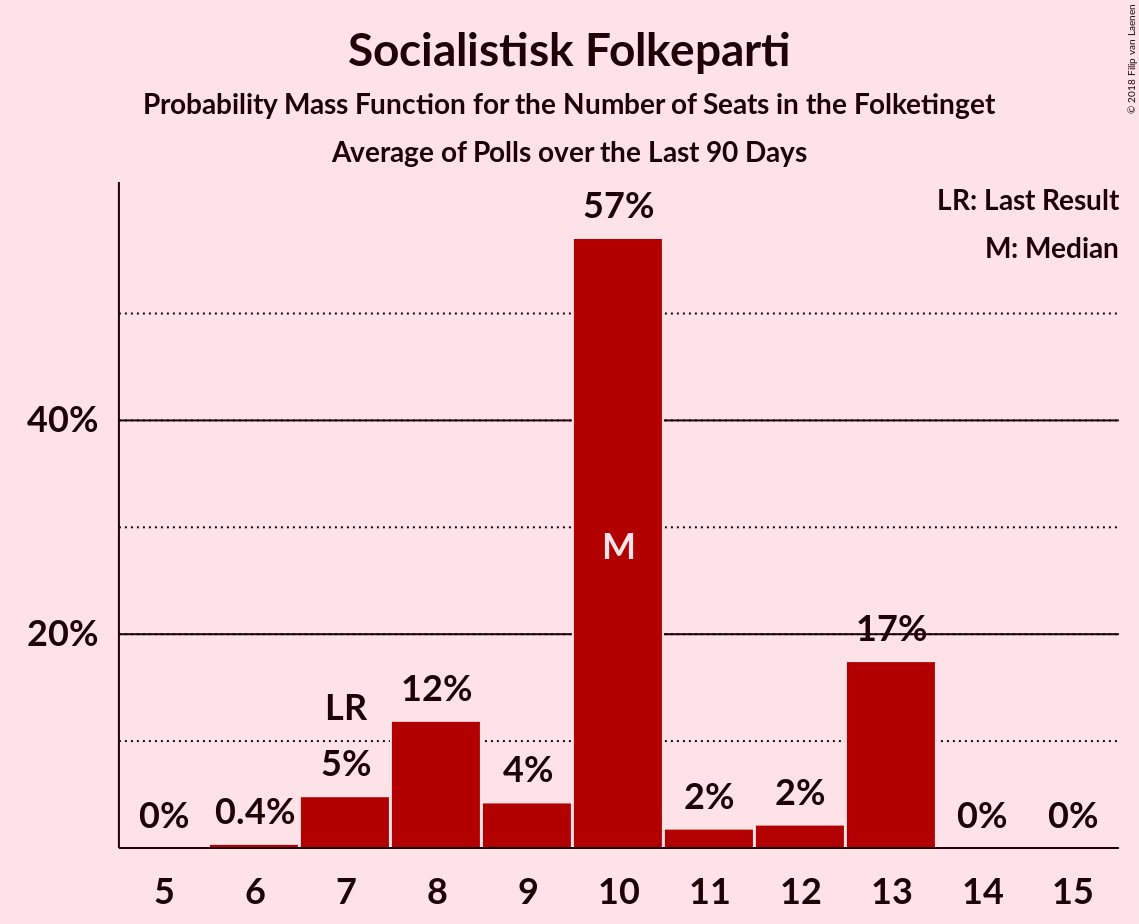 Socialistisk Folkeparti
Probability Mass Function for the Number of Seats in the Folketinget
Average of Polls over the Last 90 Days
© 2018 Filip van Laenen
LR: Last Result
M: Median
57%
40%
M
20%
17%
12%
LR
5%
4%
2%
2%
0%
0.4%
0%
0%
5 6 7 8 9 10 11 12 13 14 15